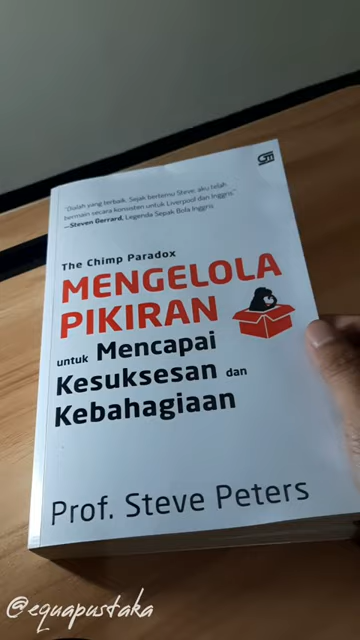 "Dialah yang terbaik. Sejak bertemu Steve, aku telah
bermain secara konsisten untuk Liverpool dan Inggris."
—Steven Gerrard, Legenda Sepak Bola Inggris
The Chimp Paradox
MENGELOLA
PIKIRAN
untuk Mencapai
Kesuksesan dan
Kebahagiaan
Prof. Steve Peters
@equapustaka